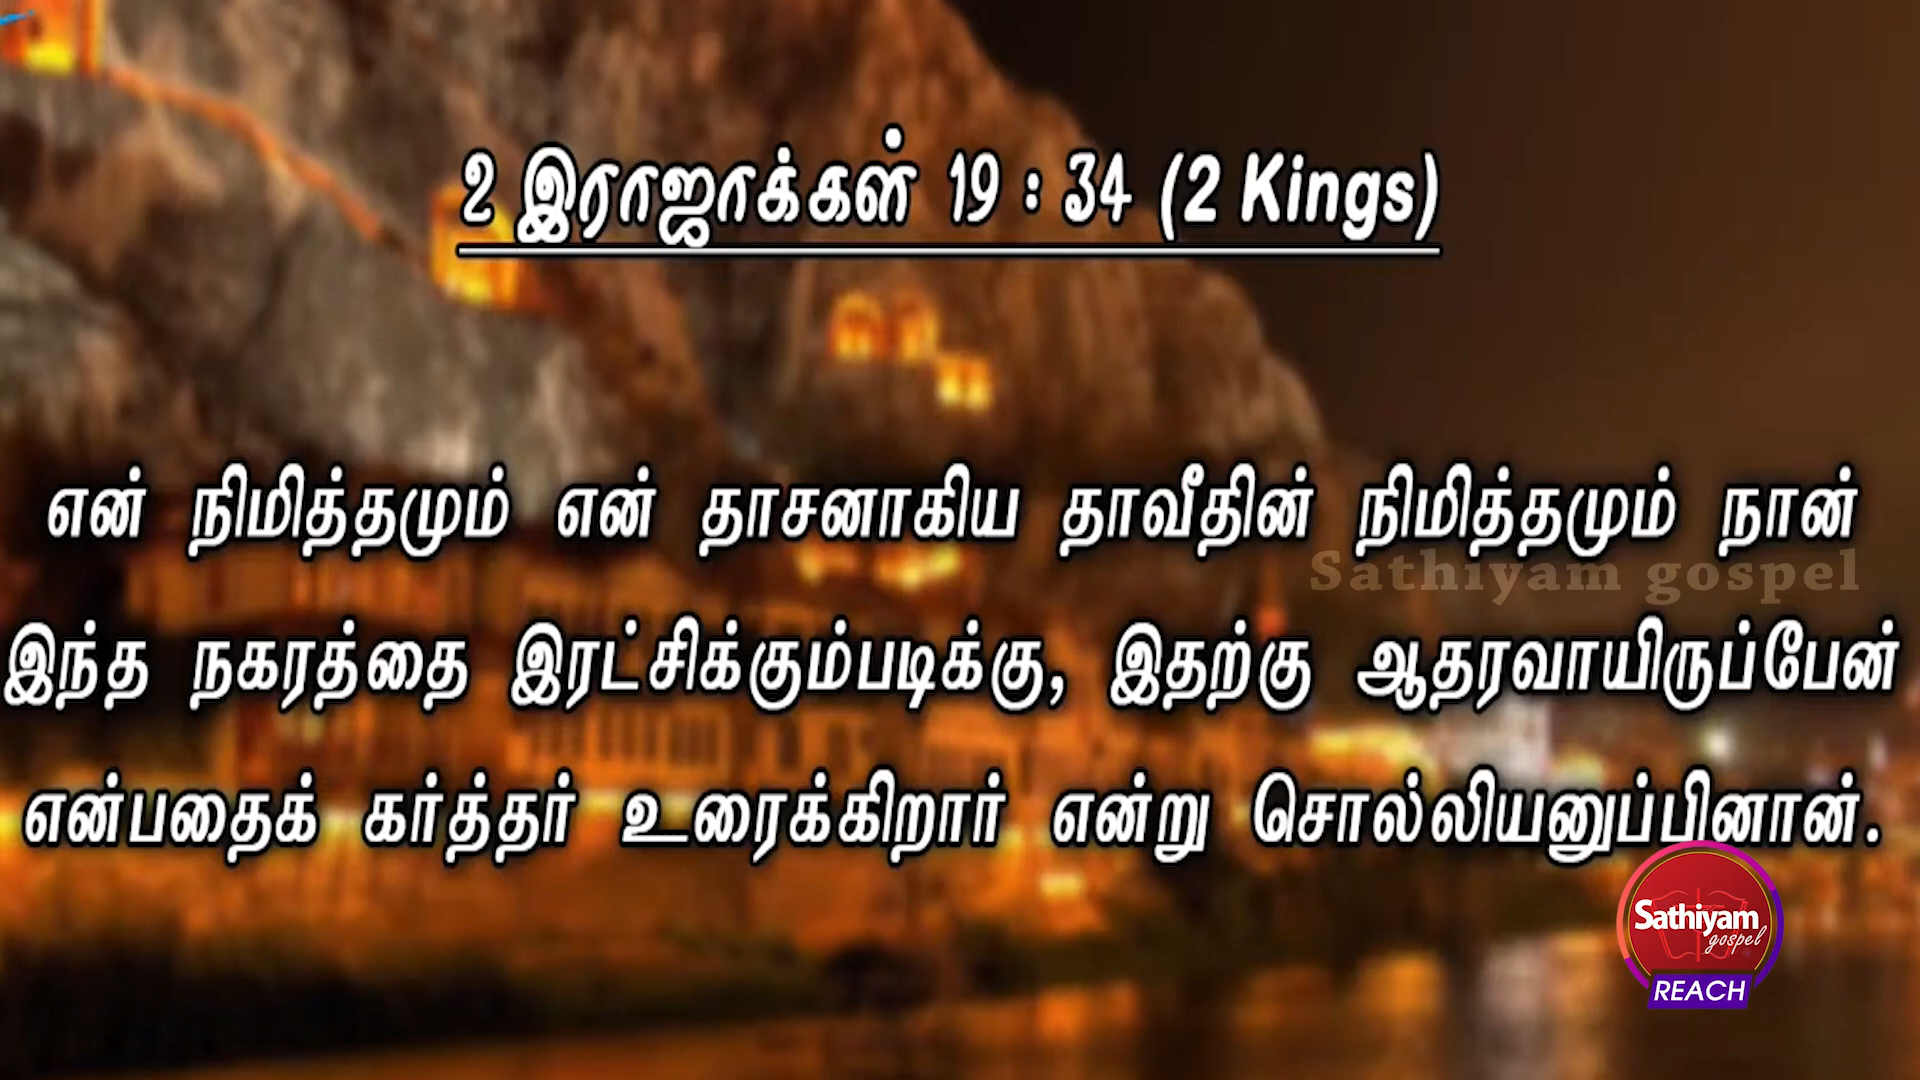 2 இராஜாக்கள் 19 : 34 (2 Kings)
என் நிமித்தமும் என் தாசனாகிய தாவீதின் நிமித்தமும் நான்
Sathiyam gospel
இந்த நகரத்தை இரட்சிக்கும்படிக்கு, இதற்கு ஆதரவாயிருப்பேன்
என்பதைக் கர்த்தர் உரைக்கிறார் என்று சொல்லியனுப்பினான்.
Sathiyam
gospel
REACH